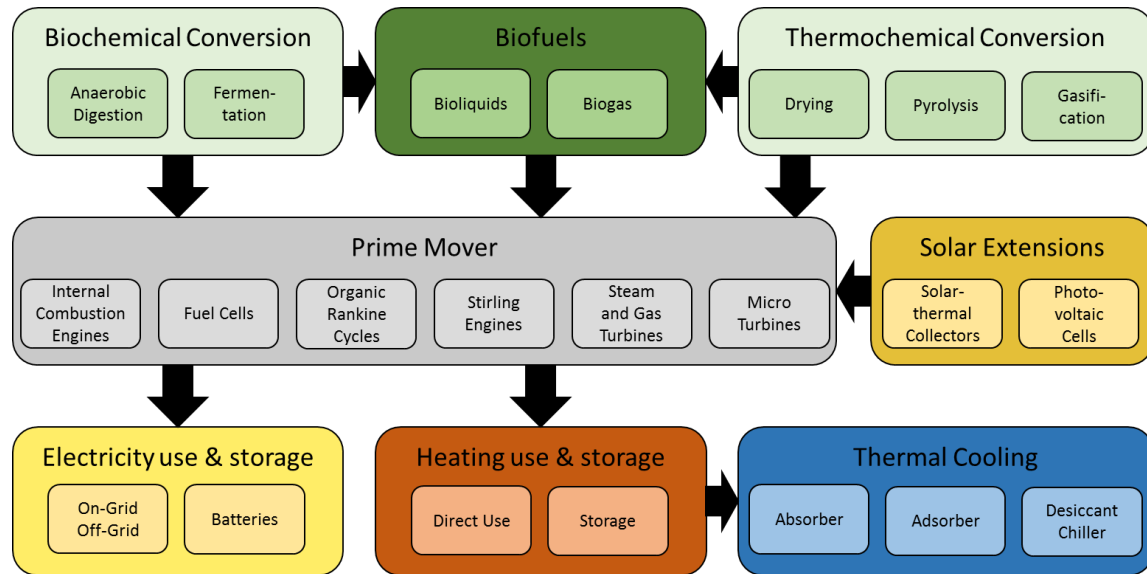 Biochemical Conversion
Anaerobic
Digestion
Fermen-
tation
Biofuels
Bioliquids
Biogas
Thermochemical Conversion
Drying
Pyrolysis
Gasifi-
cation
Prime Mover
Internal
Combustion
Engines
Fuel Cells
Organic
Rankine
Cycles
Stirling
Engines
Steam
and Gas
Turbines
Micro
Turbines
Solar Extensions
Solar-
thermal
Collectors
Photo-
voltaic
Cells
Electricity use & storage
On-Grid
Off-Grid
Batteries
Heating use & storage
Direct Use
Storage
Thermal Cooling
Absorber
Adsorber
Desiccant
Chiller